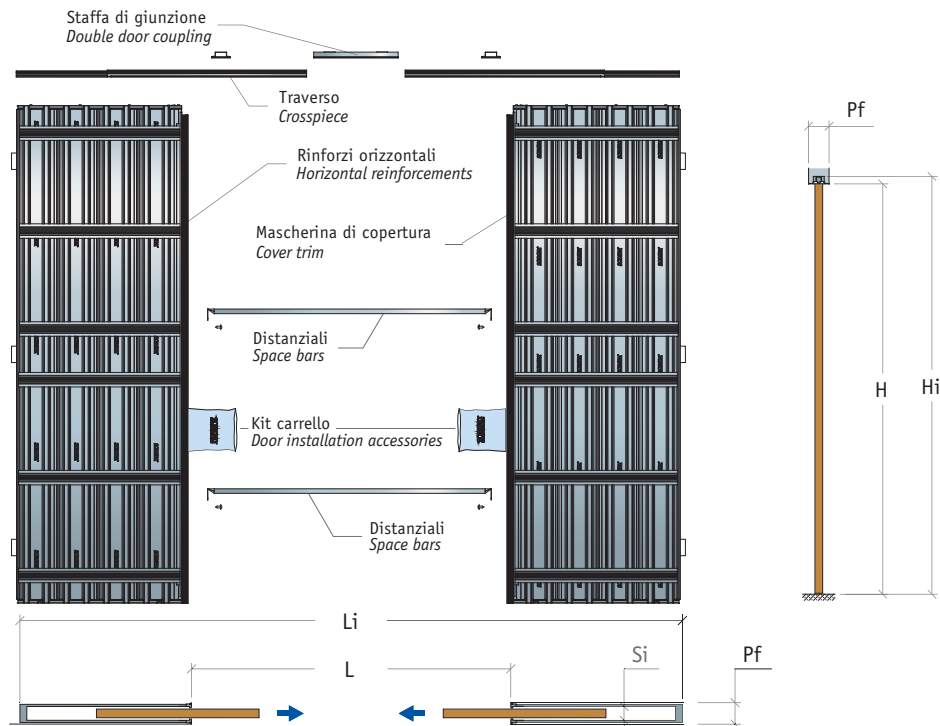 Staffa di giunzione
Double door coupling
Traverso
Crosspiece
Pf
Rinforzi orizzontali
Horizontal reinforcements
Mascherina di copertura
Cover trim
Distanziali
Space bars
H
Hi
Kit carrello
Door installation accessories
Distanziali
Space bars
Li
L
Si
Pf